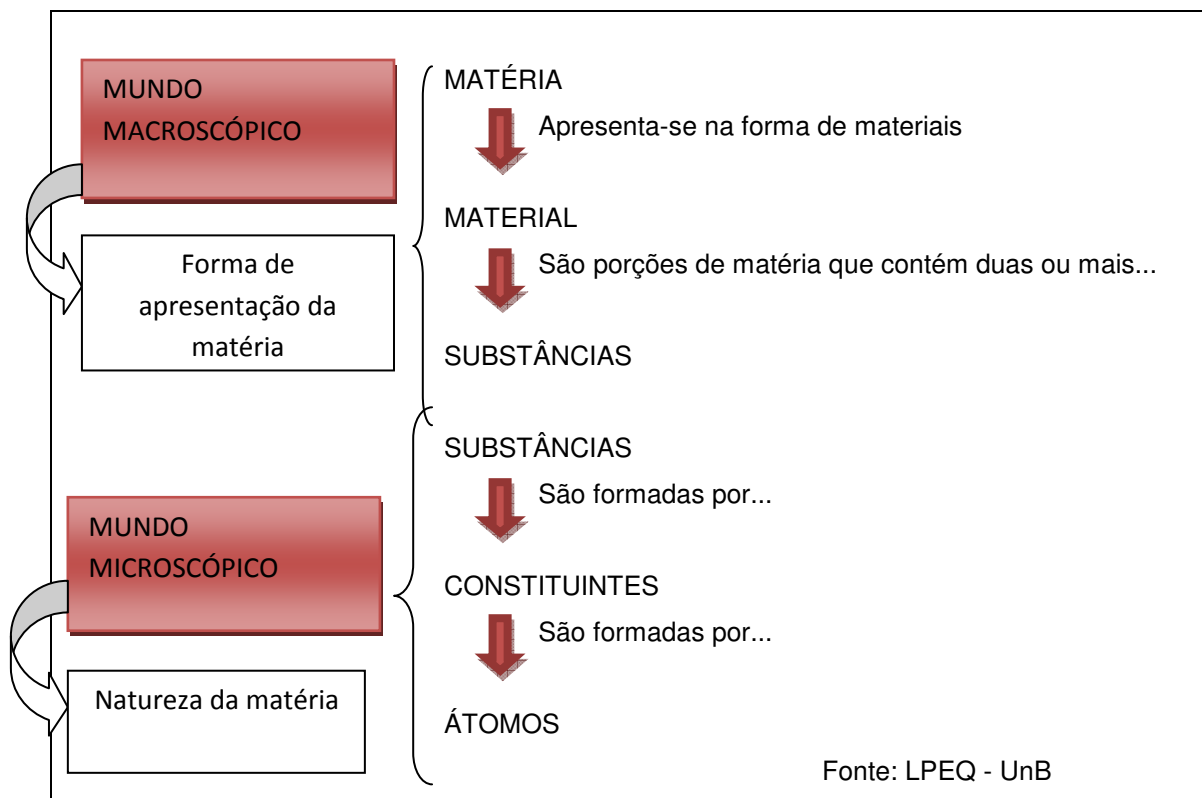 MUNDO
MACROSCÓPICO
Forma de
apresentação da
matéria
MATÉRIA
Apresenta-se na forma de materiais
MATERIAL
São porções de matéria que contém duas ou mais...
SUBSTÂNCIAS
MUNDO
MICROSCÓPICO
Natureza da matéria
SUBSTÂNCIAS
São formadas por...
CONSTITUINTES
São formadas por...
ÁTOMOS
Fonte: LPEQ - UnB